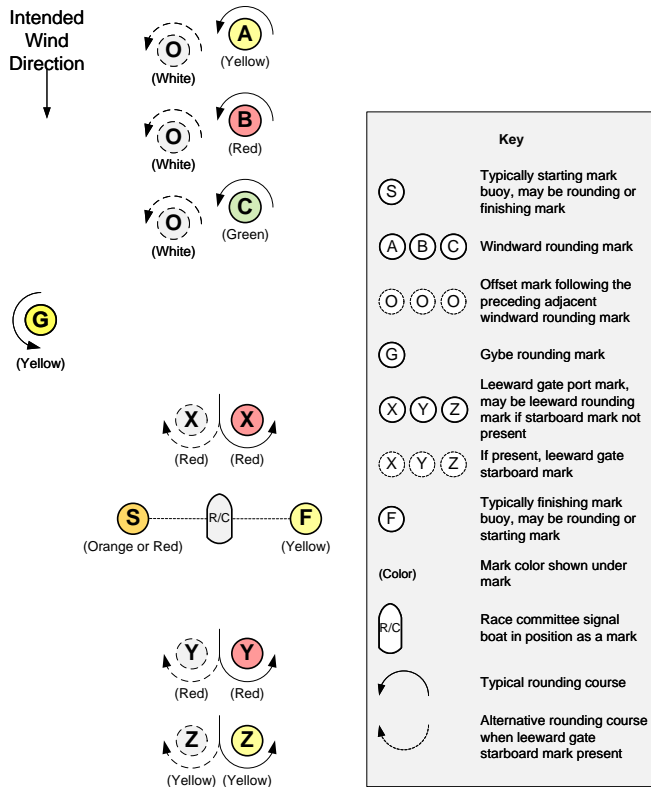 Intended
Wind
Direction
O
(White)
A
(Yellow)
O
(White)
B
(Red)
O
(White)
C
(Green)
G
(Yellow)
X
(Red)
X
(Red)
S
(Orange or Red)
R/C
F
(Yellow)
Y
(Red)
Y
(Red)
Z
(Yellow)
Z
(Yellow)
Key
S
Typically starting mark
buoy, may be rounding or
finishing mark
A B C
Windward rounding mark
O O O
Offset mark following the
preceding adjacent
windward rounding mark
G
Gybe rounding mark
X Y Z
Leeward gate port mark,
may be leeward rounding
mark if starboard mark not
present
X Y Z
If present, leeward gate
starboard mark
F
Typically finishing mark
buoy, may be rounding or
starting mark
(Color)
Mark color shown under
mark
R/C
Race committee signal
boat in position as a mark
Typical rounding course
Alternative rounding course
when leeward gate
starboard mark present